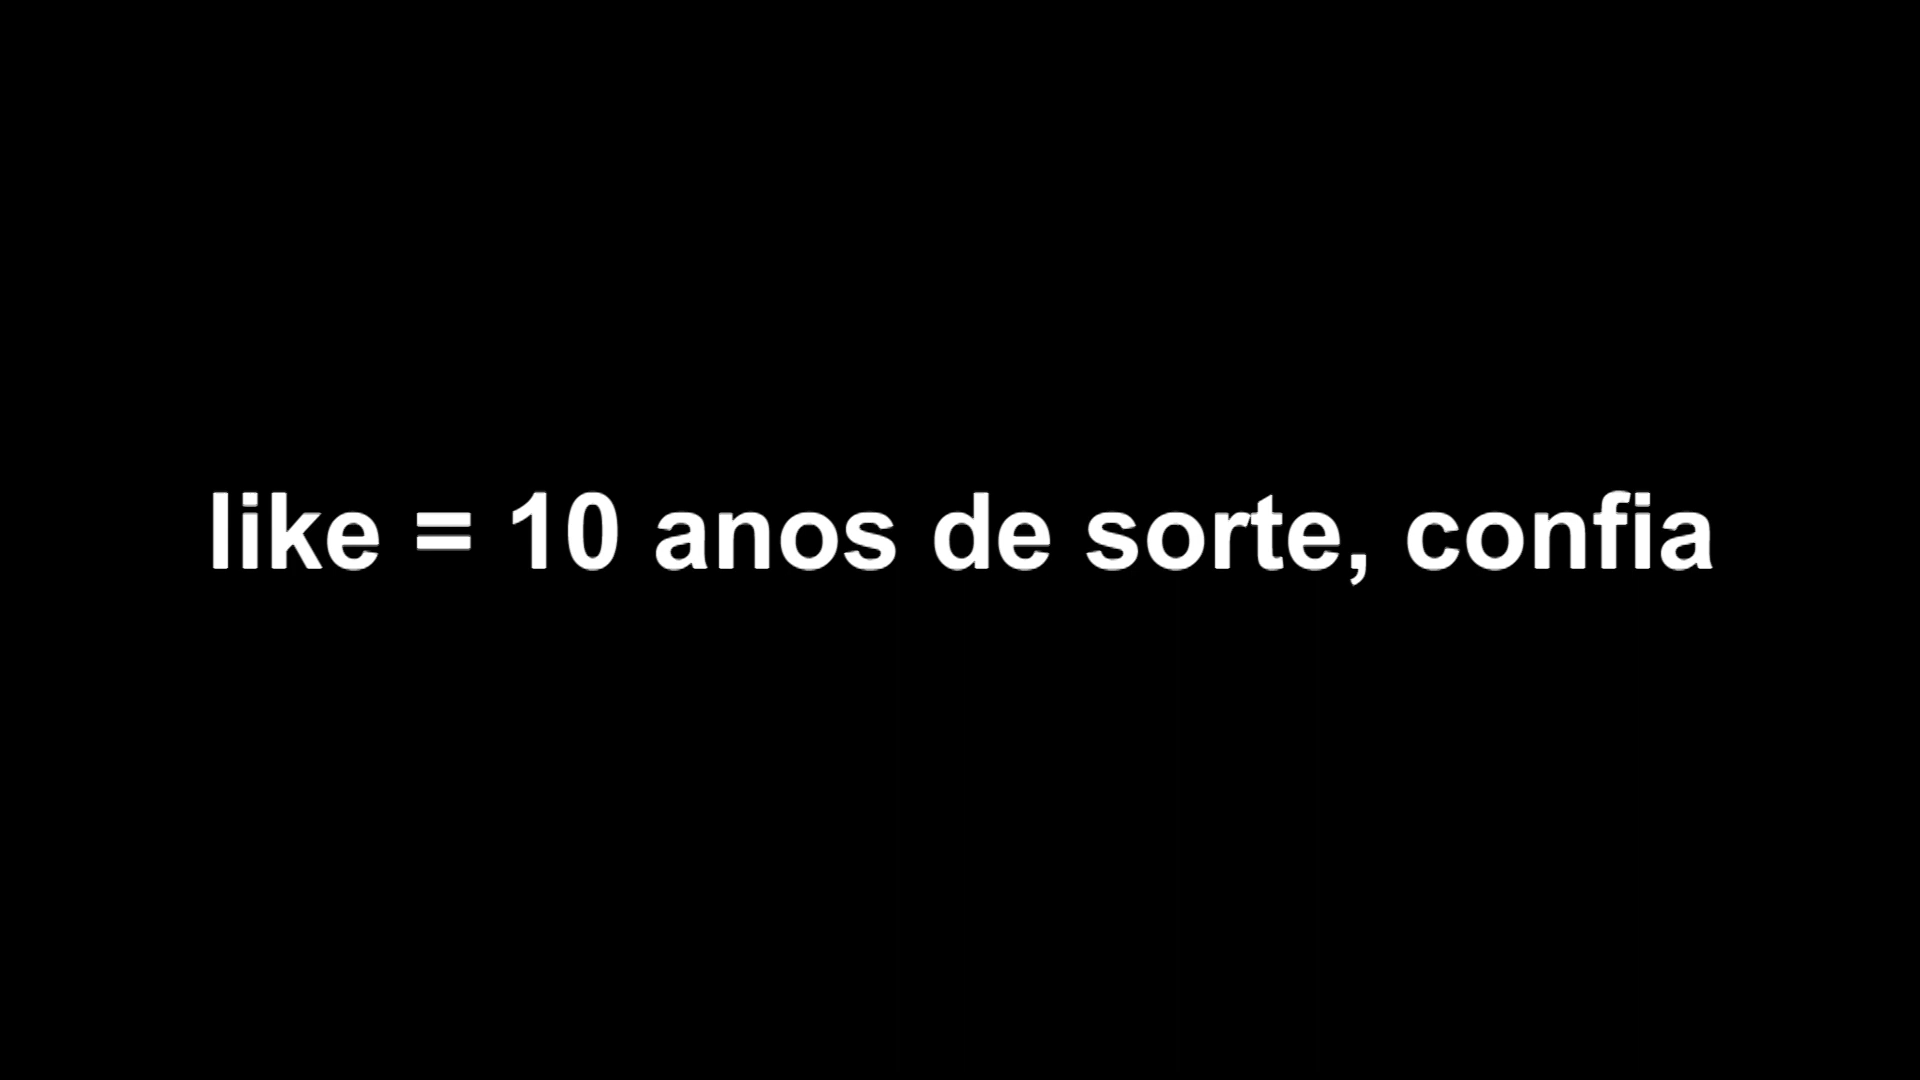 like = 10 anos de sorte, confia